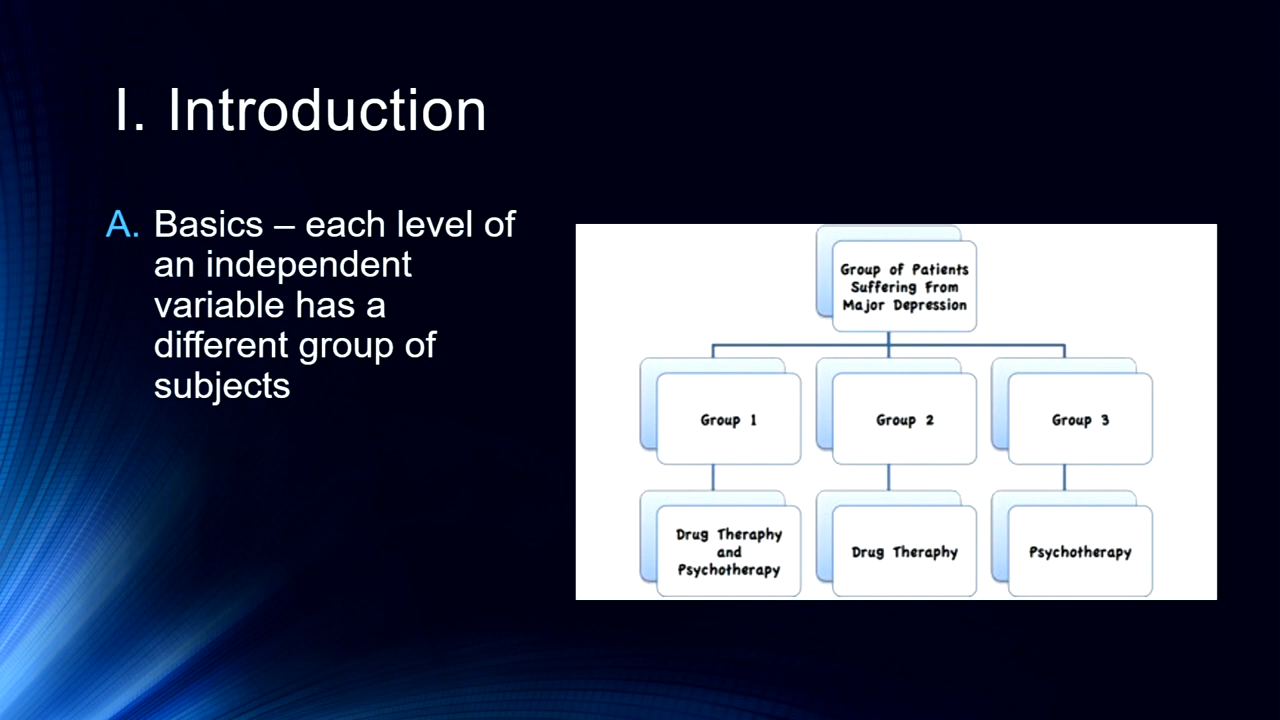 I. Introduction
A. Basics – each level of
an independent
variable has a
different group of
subjects
Group of Patients
Suffering From
Major Depression
Group 1
Group 2
Group 3
Drug Theraphy
and
Psychotherapy
Drug Theraphy
Psychotherapy